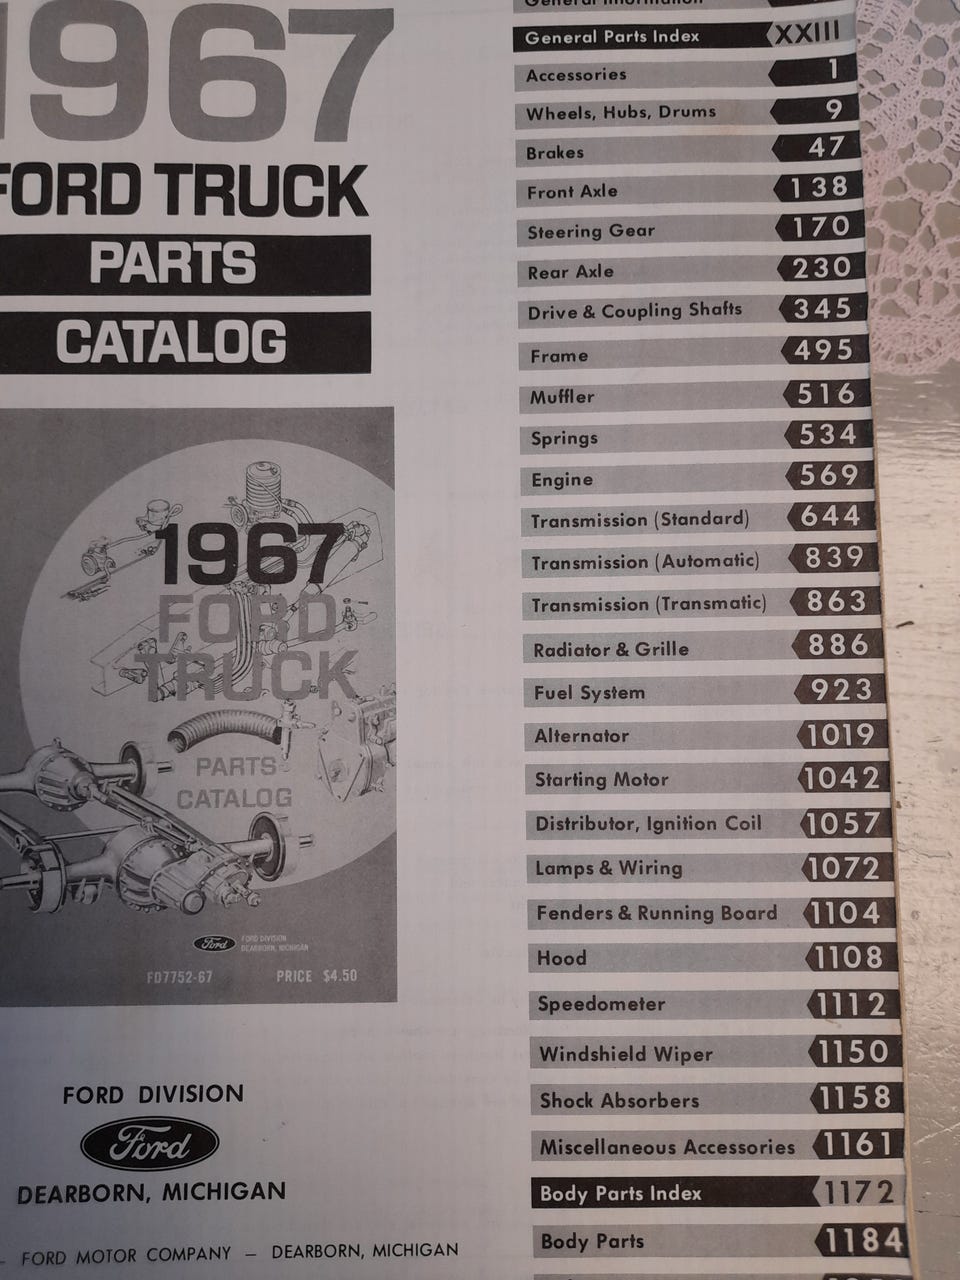 1967
FORD TRUCK
PARTS
CATALOG
1967
FORD
TRUCK
PARTS
CATALOG
Ford
FORD DIVISION
DEARBORN, MICHIGAN
FD7752-67 PRICE $4.50
FORD DIVISION
Ford
DEARBORN, MICHIGAN
– FORD MOTOR COMPANY – DEARBORN, MICHIGAN
General Information
General Parts Index XXIII
Accessories 1
Wheels, Hubs, Drums 9
Brakes 47
Front Axle 138
Steering Gear 170
Rear Axle 230
Drive & Coupling Shafts 345
Frame 495
Muffler 516
Springs 534
Engine 569
Transmission (Standard) 644
Transmission (Automatic) 839
Transmission (Transmatic) 863
Radiator & Grille 886
Fuel System 923
Alternator 1019
Starting Motor 1042
Distributor, Ignition Coil 1057
Lamps & Wiring 1072
Fenders & Running Board 1104
Hood 1108
Speedometer 1112
Windshield Wiper 1150
Shock Absorbers 1158
Miscellaneous Accessories 1161
Body Parts Index 1172
Body Parts 1184